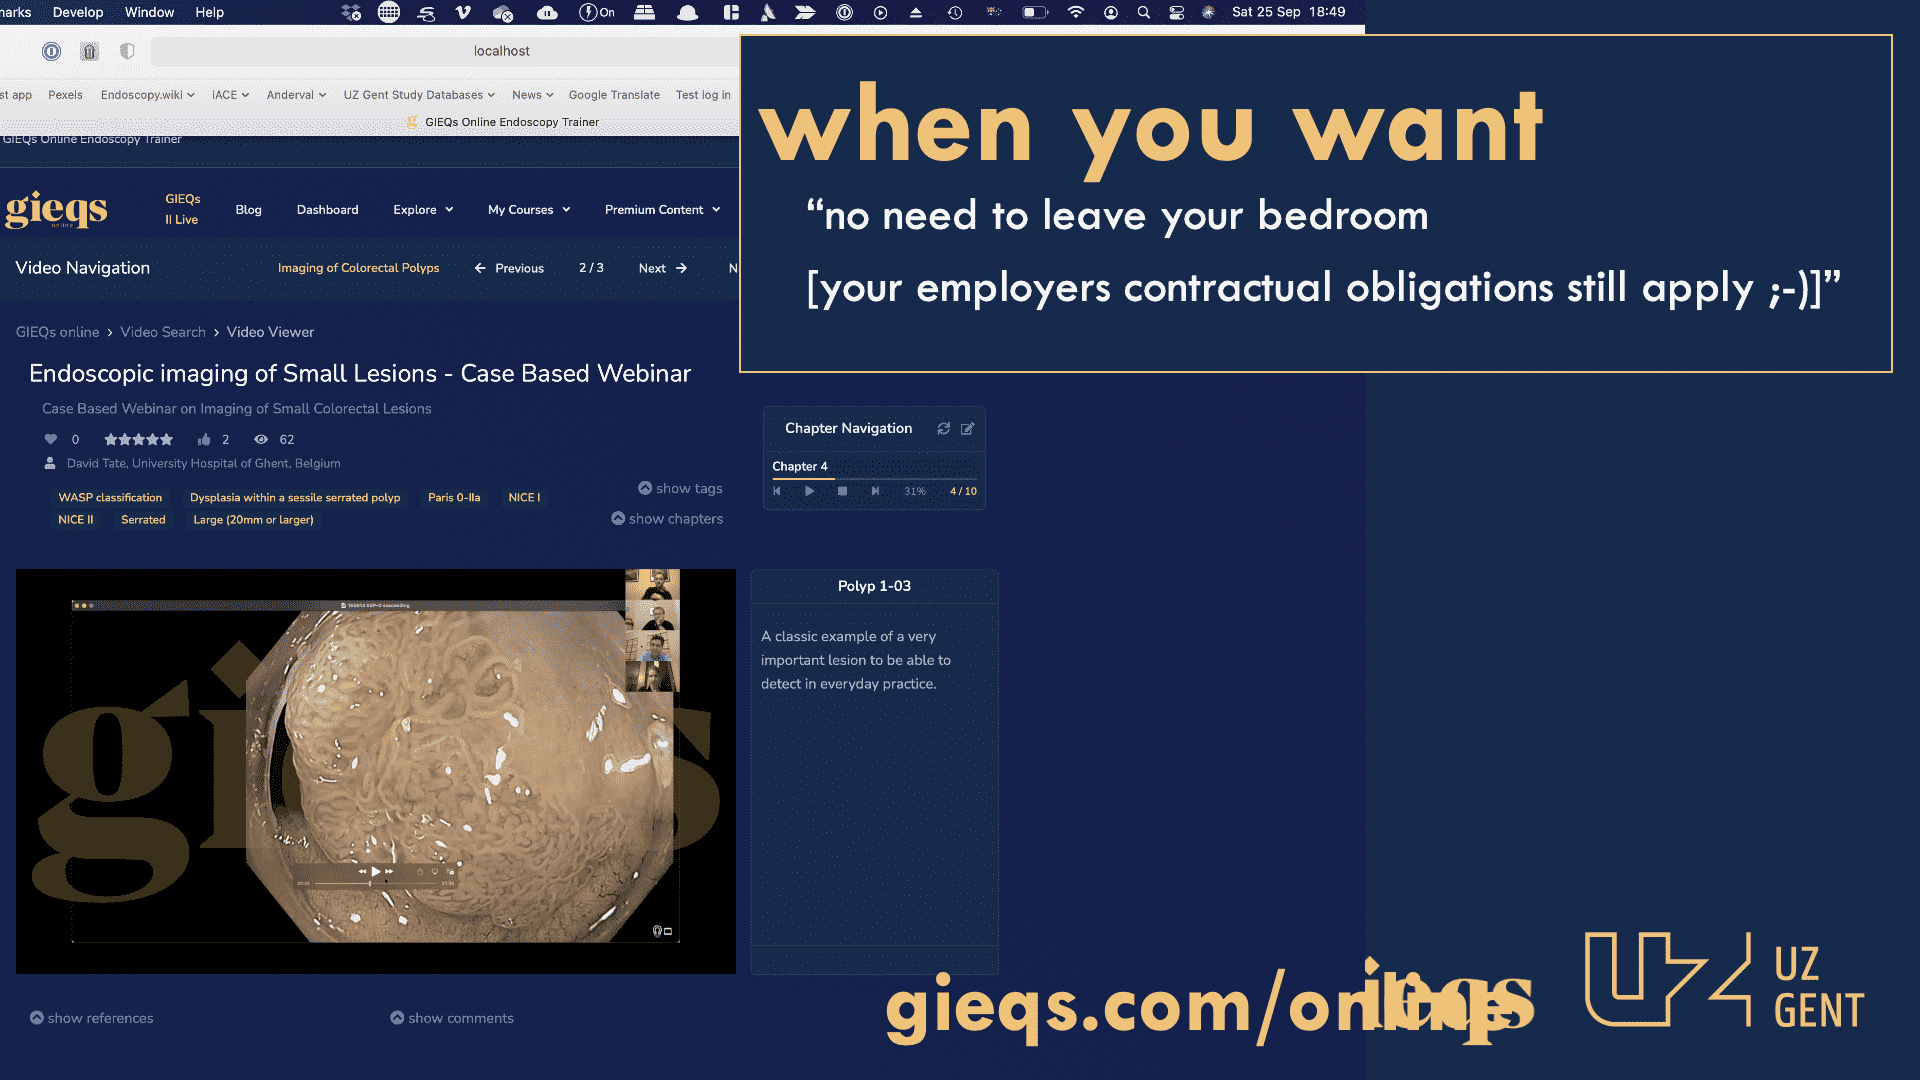 marks Develop Window Help
On
Sat 25 Sep 18:49
localhost
st app Pexels Endoscopy.wiki iACE Anderval UZ Gent Study Databases News Google Translate Test log in
GIEQs Online Endoscopy Trainer
GIEQs Online Endoscopy Trainer
when you want
“no need to leave your bedroom
[your employers contractual obligations still apply ;-)]”
gieqs
online
GIEQs
II Live
Blog Dashboard Explore My Courses Premium Content
Video Navigation
Imaging of Colorectal Polyps
← Previous 2 / 3 Next → N
GIEQs online › Video Search › Video Viewer
Endoscopic imaging of Small Lesions - Case Based Webinar
Case Based Webinar on Imaging of Small Colorectal Lesions
0 2 62
David Tate, University Hospital of Ghent, Belgium
WASP classification Dysplasia within a sessile serrated polyp Paris 0-IIa NICE I
NICE II Serrated Large (20mm or larger)
show tags
show chapters
Chapter Navigation
Chapter 4
31% 4 / 10
gieqs
Polyp 1-03
A classic example of a very
important lesion to be able to
detect in everyday practice.
show references
show comments
gieqs.com/online
ieqs
UZ
GENT